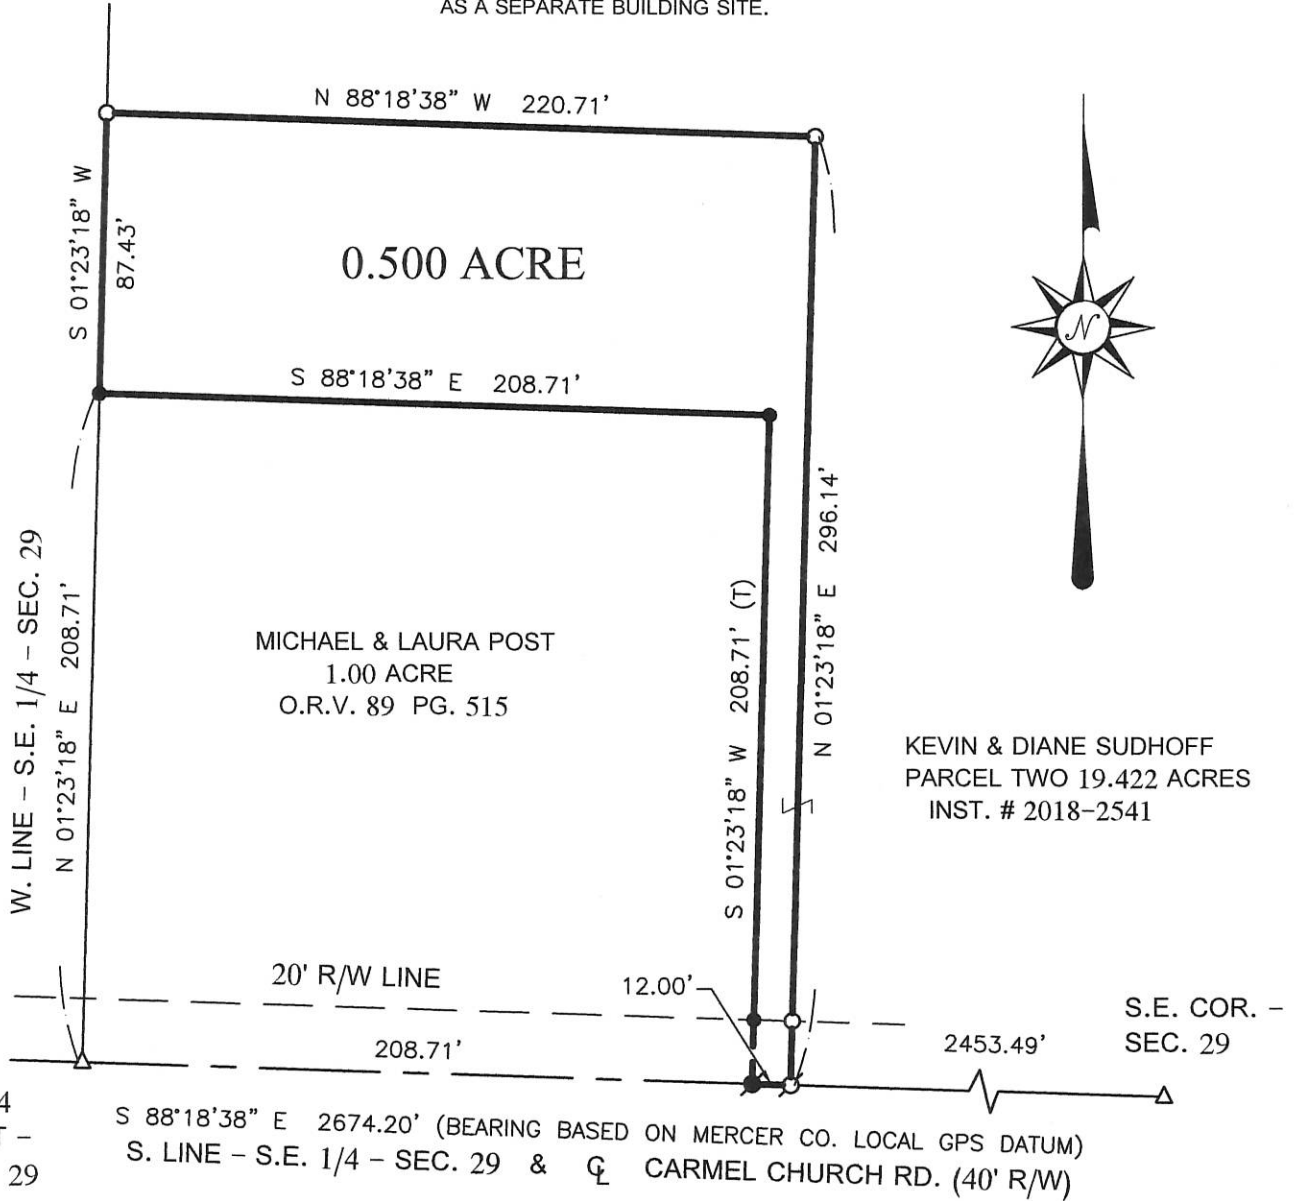 AS A SEPARATE BUILDING SITE.
N 88°18'38" W 220.71'
S 01°23'18" W
87.43'
0.500 ACRE
N
S 88°18'38" E 208.71'
W. LINE - S.E. 1/4 - SEC. 29
N 01°23'18" E 208.71'
MICHAEL & LAURA POST
1.00 ACRE
O.R.V. 89 PG. 515
S 01°23'18" W 208.71' (T)
N 01°23'18" E 296.14'
KEVIN & DIANE SUDHOFF
PARCEL TWO 19.422 ACRES
INST. # 2018-2541
20' R/W LINE
12.00'
208.71'
2453.49'
S.E. COR. -
SEC. 29
4
T -
29
S 88°18'38" E 2674.20' (BEARING BASED ON MERCER CO. LOCAL GPS DATUM)
S. LINE - S.E. 1/4 - SEC. 29 & ℄ CARMEL CHURCH RD. (40' R/W)